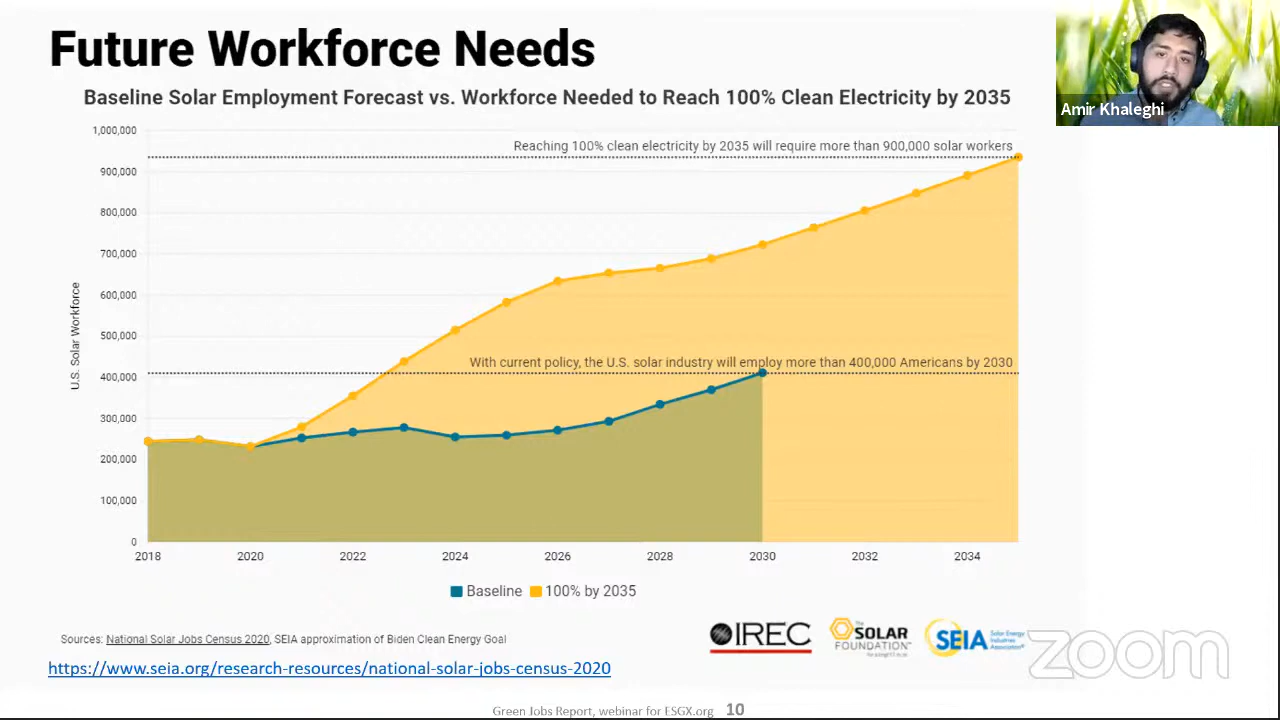 Future Workforce Needs
Amir Khaleghi
Baseline Solar Employment Forecast vs. Workforce Needed to Reach 100% Clean Electricity by 2035
U.S. Solar Workforce
1,000,000
900,000
800,000
700,000
600,000
500,000
400,000
300,000
200,000
100,000
0
Reaching 100% clean electricity by 2035 will require more than 900,000 solar workers
With current policy, the U.S. solar industry will employ more than 400,000 Americans by 2030
2018 2020 2022 2024 2026 2028 2030 2032 2034
Baseline 100% by 2035
Sources: National Solar Jobs Census 2020, SEIA approximation of Biden Clean Energy Goal
https://www.seia.org/research-resources/national-solar-jobs-census-2020
IREC
The SOLAR
FOUNDATION
SEIA
Solar Energy
Industries
Association
zoom
Green Jobs Report, webinar for ESGX.org 10